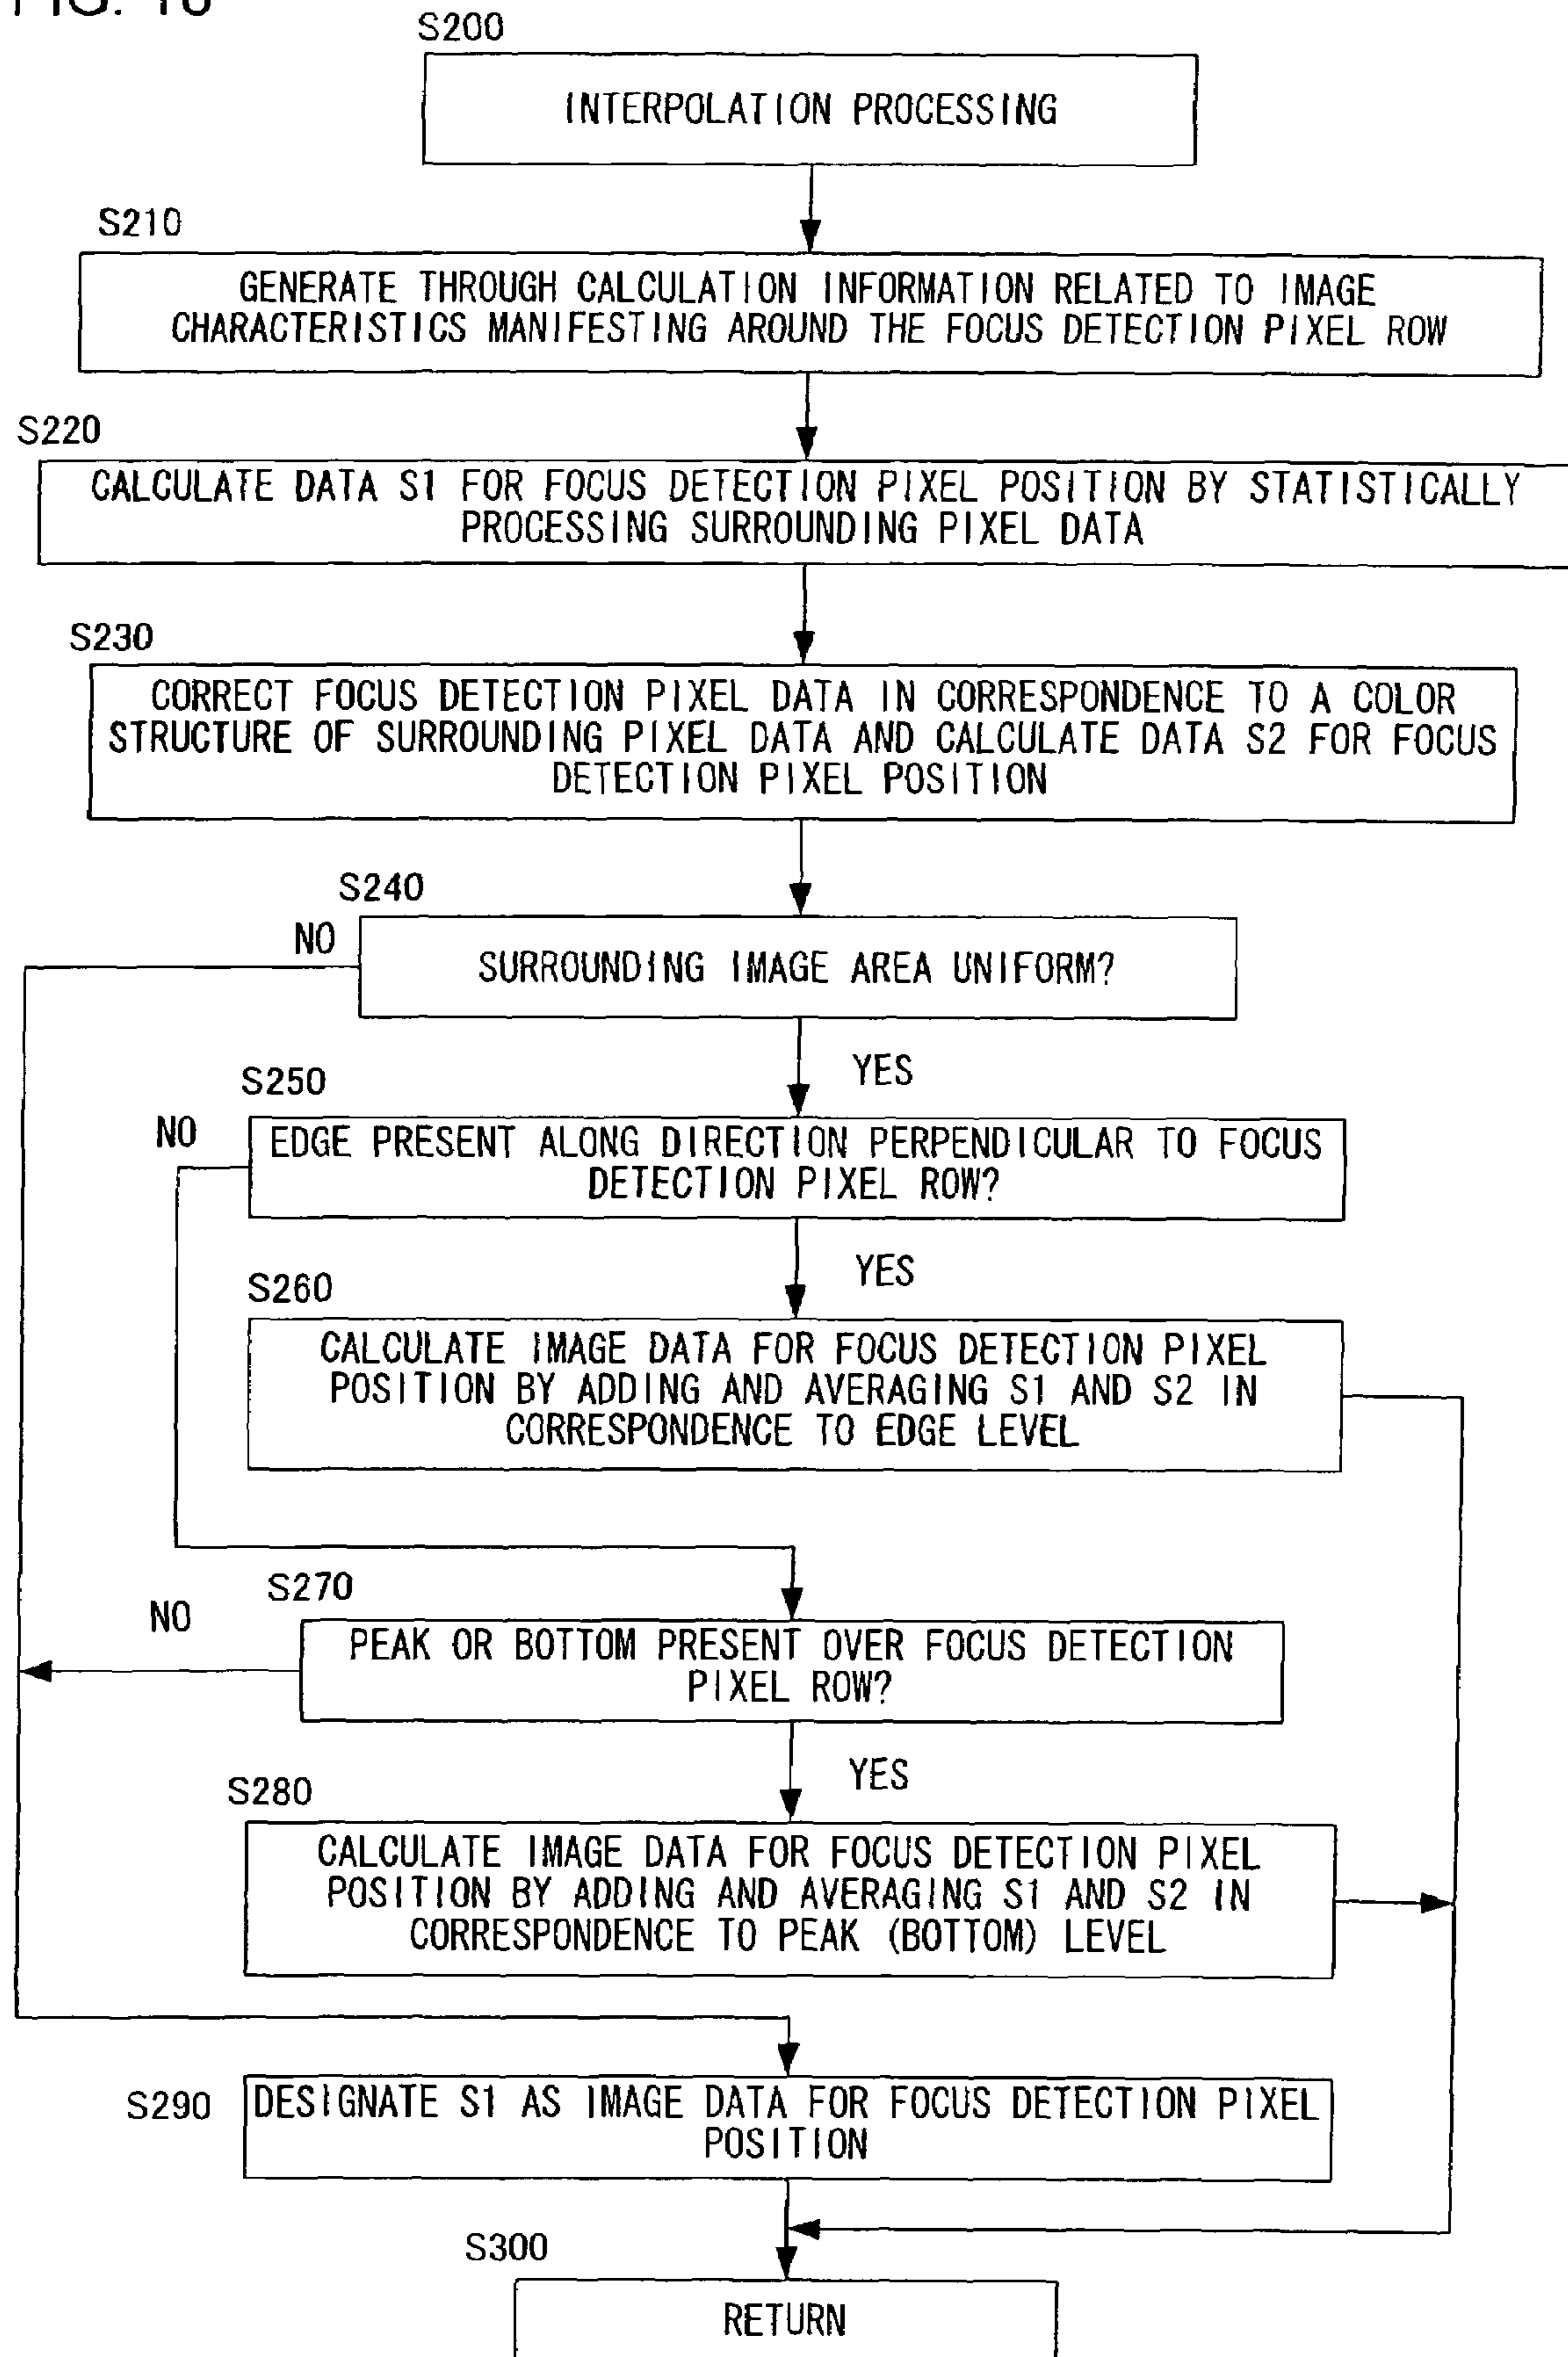 S200
INTERPOLATION PROCESSING
S210
GENERATE THROUGH CALCULATION INFORMATION RELATED TO IMAGE
CHARACTERISTICS MANIFESTING AROUND THE FOCUS DETECTION PIXEL ROW
S220
CALCULATE DATA S1 FOR FOCUS DETECTION PIXEL POSITION BY STATISTICALLY
PROCESSING SURROUNDING PIXEL DATA
S230
CORRECT FOCUS DETECTION PIXEL DATA IN CORRESPONDENCE TO A COLOR
STRUCTURE OF SURROUNDING PIXEL DATA AND CALCULATE DATA S2 FOR FOCUS
DETECTION PIXEL POSITION
S240
NO
SURROUNDING IMAGE AREA UNIFORM?
YES
S250
NO
EDGE PRESENT ALONG DIRECTION PERPENDICULAR TO FOCUS
DETECTION PIXEL ROW?
YES
S260
CALCULATE IMAGE DATA FOR FOCUS DETECTION PIXEL
POSITION BY ADDING AND AVERAGING S1 AND S2 IN
CORRESPONDENCE TO EDGE LEVEL
S270
NO
PEAK OR BOTTOM PRESENT OVER FOCUS DETECTION
PIXEL ROW?
YES
S280
CALCULATE IMAGE DATA FOR FOCUS DETECTION PIXEL
POSITION BY ADDING AND AVERAGING S1 AND S2 IN
CORRESPONDENCE TO PEAK (BOTTOM) LEVEL
S290
DESIGNATE S1 AS IMAGE DATA FOR FOCUS DETECTION PIXEL
POSITION
S300
RETURN